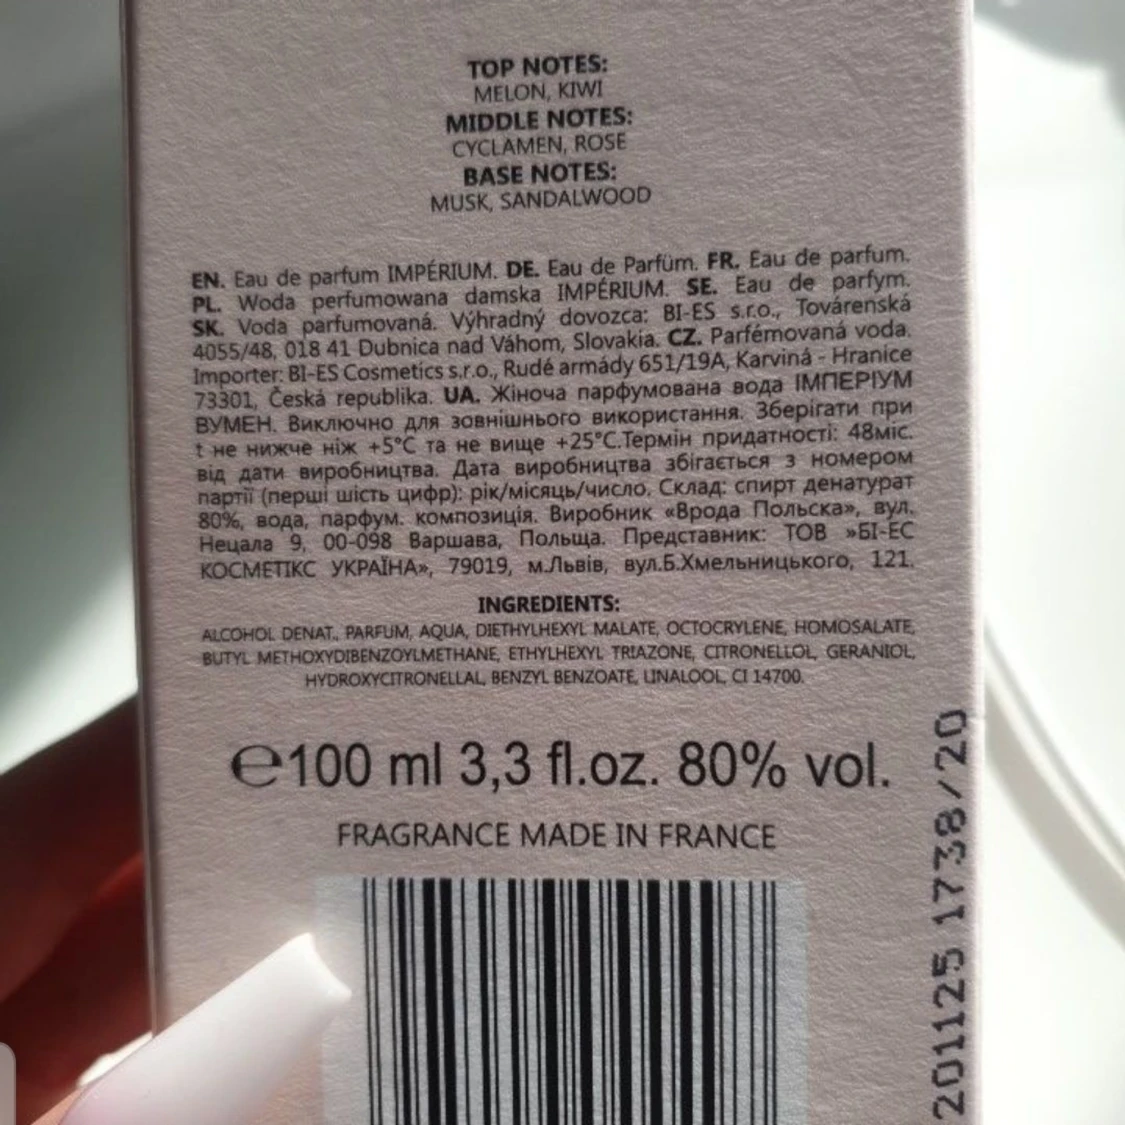 TOP NOTES:
MELON, KIWI
MIDDLE NOTES:
CYCLAMEN, ROSE
BASE NOTES:
MUSK, SANDALWOOD
EN. Eau de parfum IMPÉRIUM. DE. Eau de Parfüm. FR. Eau de parfum.
PL. Woda perfumowana damska IMPÉRIUM. SE. Eau de parfym.
SK. Voda parfumovaná. Výhradný dovozca: BI-ES s.r.o., Továrenská
4055/48, 018 41 Dubnica nad Váhom, Slovakia. CZ. Parfémovaná voda.
Importer: BI-ES Cosmetics s.r.o., Rudé armády 651/19A, Karviná - Hranice
73301, Česká republika. UA. Жіноча парфумована вода ІМПЕРІУМ
ВУМЕН. Виключно для зовнішнього використання. Зберігати при
t не нижче ніж +5°C та не вище +25°C.Термін придатності: 48міс.
від дати виробництва. Дата виробництва збігається з номером
партії (перші шість цифр): рік/місяць/число. Склад: спирт денатурат
80%, вода, парфум. композиція. Виробник «Врода Польска», вул.
Нецала 9, 00-098 Варшава, Польща. Представник: ТОВ »БІ-ЕС
КОСМЕТІКС УКРАЇНА», 79019, м.Львів, вул.Б.Хмельницького, 121.
INGREDIENTS:
ALCOHOL DENAT., PARFUM, AQUA, DIETHYLHEXYL MALATE, OCTOCRYLENE, HOMOSALATE,
BUTYL METHOXYDIBENZOYLMETHANE, ETHYLHEXYL TRIAZONE, CITRONELLOL, GERANIOL,
HYDROXYCITRONELLAL, BENZYL BENZOATE, LINALOOL, CI 14700.
℮100 ml 3,3 fl.oz. 80% vol.
FRAGRANCE MADE IN FRANCE
201125 1738/20